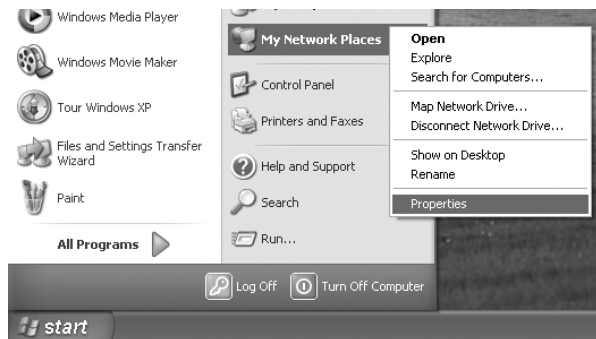 Windows Media Player
Windows Movie Maker
Tour Windows XP
Files and Settings Transfer
Wizard
Paint
All Programs
My Network Places
Control Panel
Printers and Faxes
Help and Support
Search
Run...
Open
Explore
Search for Computers...
Map Network Drive...
Disconnect Network Drive...
Show on Desktop
Rename
Properties
Log Off
Turn Off Computer
start